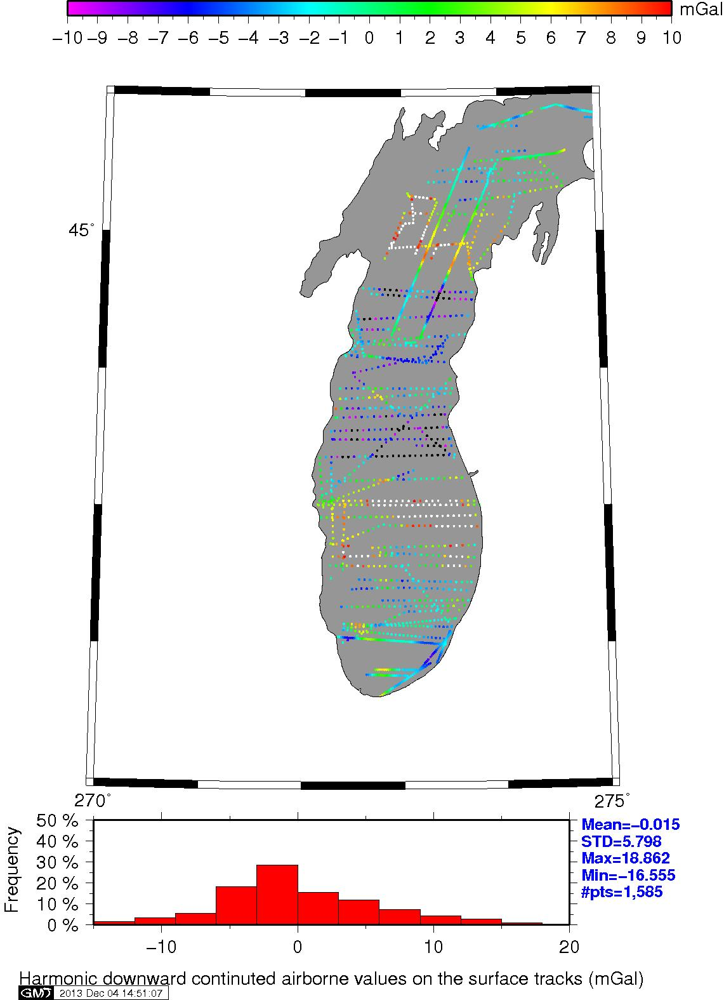 mGal
−10 −9 −8 −7 −6 −5 −4 −3 −2 −1 0 1 2 3 4 5 6 7 8 9 10
45°
270° 275°
50 %
40 %
30 %
20 %
10 %
0 %
Frequency
−10 0 10 20
Mean=−0.015
STD=5.798
Max=18.862
Min=−16.555
#pts=1,585
Harmonic downward continuted airborne values on the surface tracks (mGal)
GMT 2013 Dec 04 14:51:07